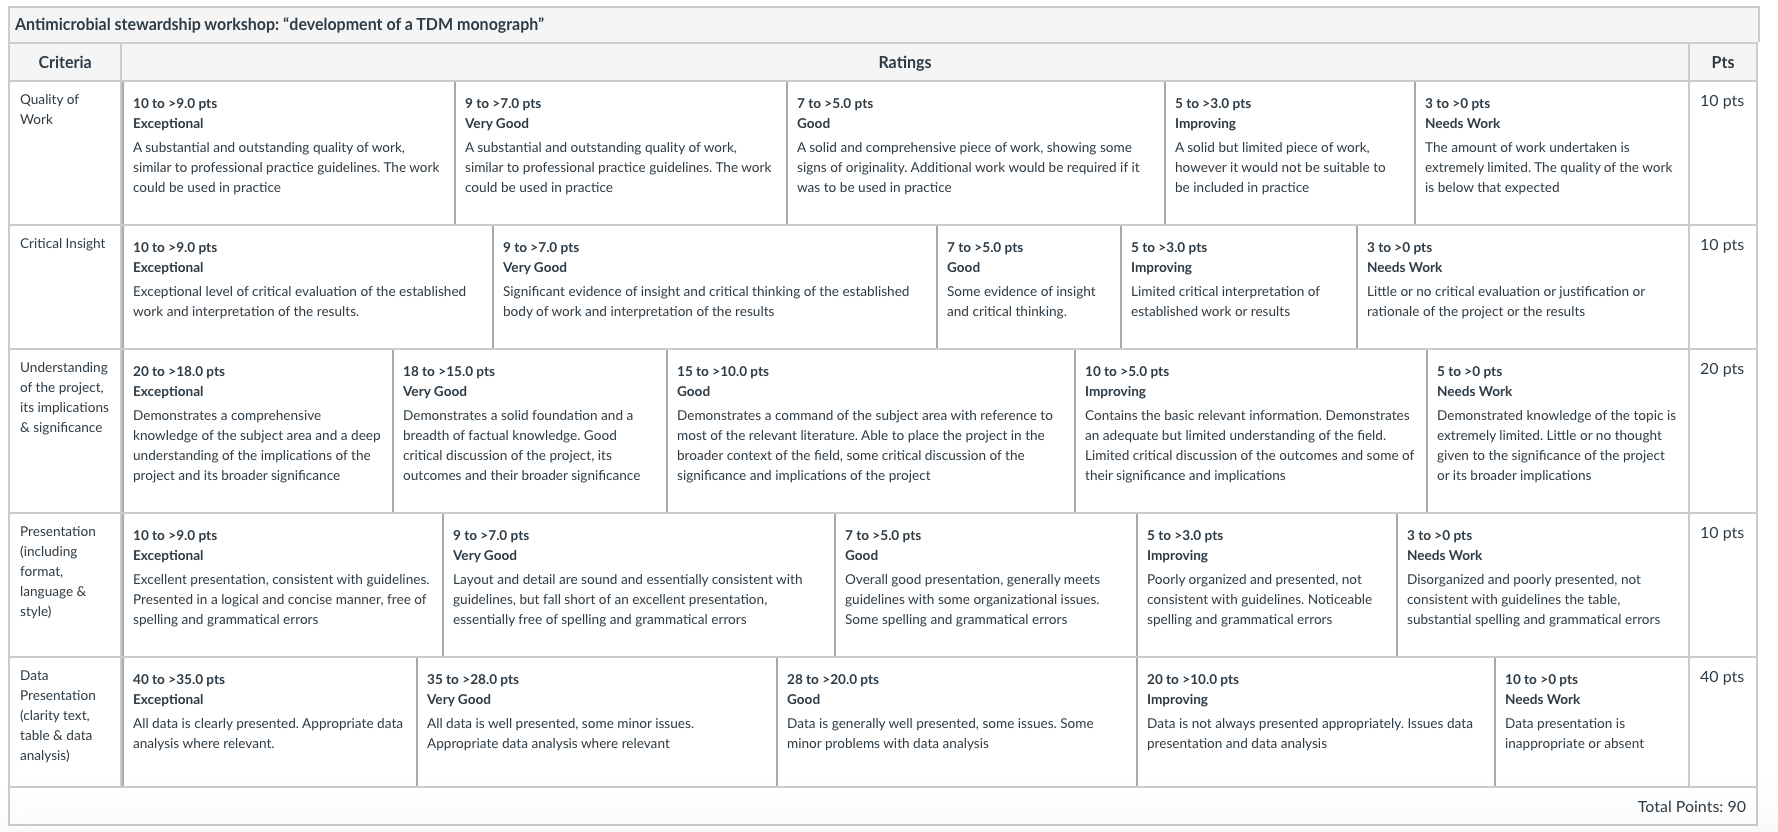 Antimicrobial stewardship workshop: “development of a TDM monograph”
Criteria
Ratings
Pts
Quality of
Work
10 to >9.0 pts
Exceptional
A substantial and outstanding quality of work,
similar to professional practice guidelines. The work
could be used in practice
9 to >7.0 pts
Very Good
A substantial and outstanding quality of work,
similar to professional practice guidelines. The work
could be used in practice
7 to >5.0 pts
Good
A solid and comprehensive piece of work, showing some
signs of originality. Additional work would be required if it
was to be used in practice
5 to >3.0 pts
Improving
A solid but limited piece of work,
however it would not be suitable to
be included in practice
3 to >0 pts
Needs Work
The amount of work undertaken is
extremely limited. The quality of the work
is below that expected
10 pts
Critical Insight
10 to >9.0 pts
Exceptional
Exceptional level of critical evaluation of the established
work and interpretation of the results.
9 to >7.0 pts
Very Good
Significant evidence of insight and critical thinking of the established
body of work and interpretation of the results
7 to >5.0 pts
Good
Some evidence of insight
and critical thinking.
5 to >3.0 pts
Improving
Limited critical interpretation of
established work or results
3 to >0 pts
Needs Work
Little or no critical evaluation or justification or
rationale of the project or the results
10 pts
Understanding
of the project,
its implications
& significance
20 to >18.0 pts
Exceptional
Demonstrates a comprehensive
knowledge of the subject area and a deep
understanding of the implications of the
project and its broader significance
18 to >15.0 pts
Very Good
Demonstrates a solid foundation and a
breadth of factual knowledge. Good
critical discussion of the project, its
outcomes and their broader significance
15 to >10.0 pts
Good
Demonstrates a command of the subject area with reference to
most of the relevant literature. Able to place the project in the
broader context of the field, some critical discussion of the
significance and implications of the project
10 to >5.0 pts
Improving
Contains the basic relevant information. Demonstrates
an adequate but limited understanding of the field.
Limited critical discussion of the outcomes and some of
their significance and implications
5 to >0 pts
Needs Work
Demonstrated knowledge of the topic is
extremely limited. Little or no thought
given to the significance of the project
or its broader implications
20 pts
Presentation
(including
format,
language &
style)
10 to >9.0 pts
Exceptional
Excellent presentation, consistent with guidelines.
Presented in a logical and concise manner, free of
spelling and grammatical errors
9 to >7.0 pts
Very Good
Layout and detail are sound and essentially consistent with
guidelines, but fall short of an excellent presentation,
essentially free of spelling and grammatical errors
7 to >5.0 pts
Good
Overall good presentation, generally meets
guidelines with some organizational issues.
Some spelling and grammatical errors
5 to >3.0 pts
Improving
Poorly organized and presented, not
consistent with guidelines. Noticeable
spelling and grammatical errors
3 to >0 pts
Needs Work
Disorganized and poorly presented, not
consistent with guidelines the table,
substantial spelling and grammatical errors
10 pts
Data
Presentation
(clarity text,
table & data
analysis)
40 to >35.0 pts
Exceptional
All data is clearly presented. Appropriate data
analysis where relevant.
35 to >28.0 pts
Very Good
All data is well presented, some minor issues.
Appropriate data analysis where relevant
28 to >20.0 pts
Good
Data is generally well presented, some issues. Some
minor problems with data analysis
20 to >10.0 pts
Improving
Data is not always presented appropriately. Issues data
presentation and data analysis
10 to >0 pts
Needs Work
Data presentation is
inappropriate or absent
40 pts
Total Points: 90